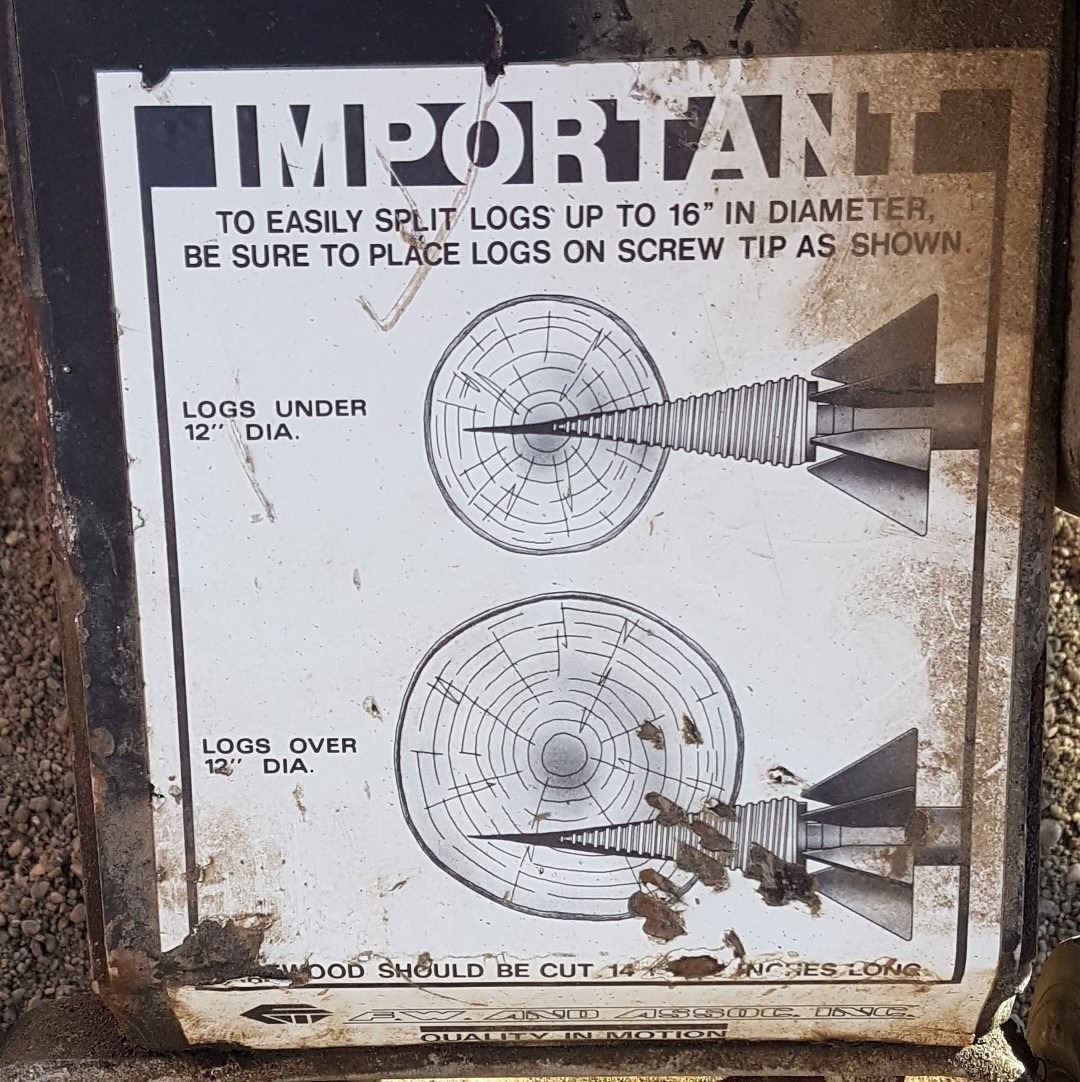 IMPORTANT
TO EASILY SPLIT LOGS UP TO 16" IN DIAMETER,
BE SURE TO PLACE LOGS ON SCREW TIP AS SHOWN.
LOGS UNDER
12" DIA.
LOGS OVER
12" DIA.
SHOULD BE CUT 14 INCHES LONG.
F.W. AND ASSOC. INC.
QUALITY IN MOTION